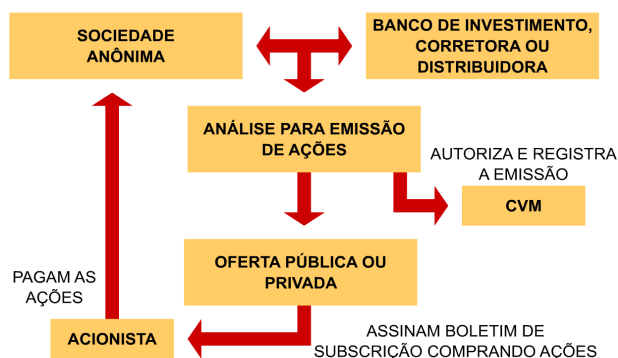 SOCIEDADE
ANÔNIMA
BANCO DE INVESTIMENTO,
CORRETORA OU
DISTRIBUIDORA
ANÁLISE PARA EMISSÃO
DE AÇÕES
AUTORIZA E REGISTRA
A EMISSÃO
CVM
OFERTA PÚBLICA OU
PRIVADA
PAGAM AS
AÇÕES
ACIONISTA
ASSINAM BOLETIM DE
SUBSCRIÇÃO COMPRANDO AÇÕES